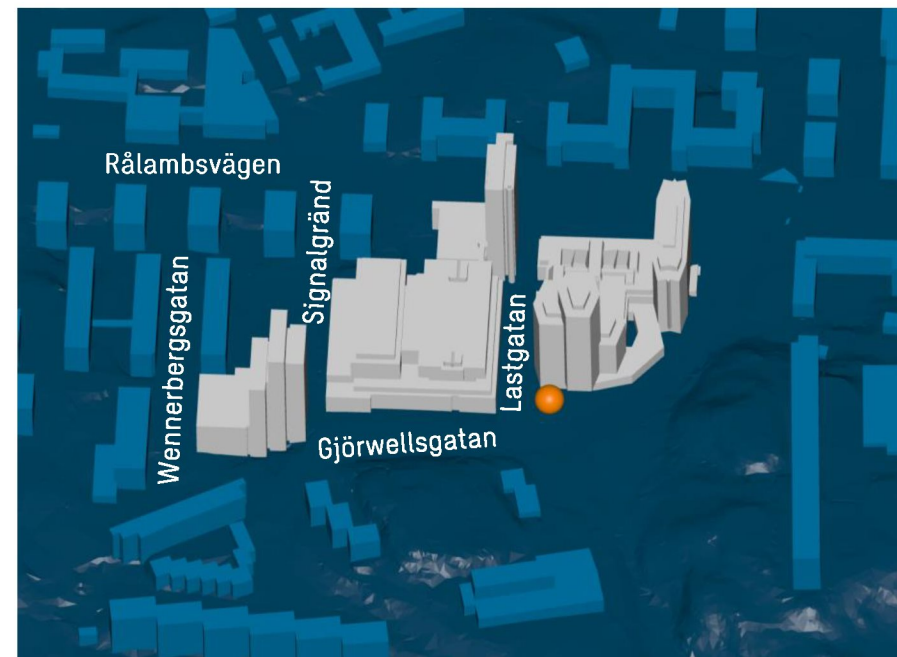 Rålambsvägen
Signalgränd
Wennerbergsgatan
Lastgatan
Gjörwellsgatan